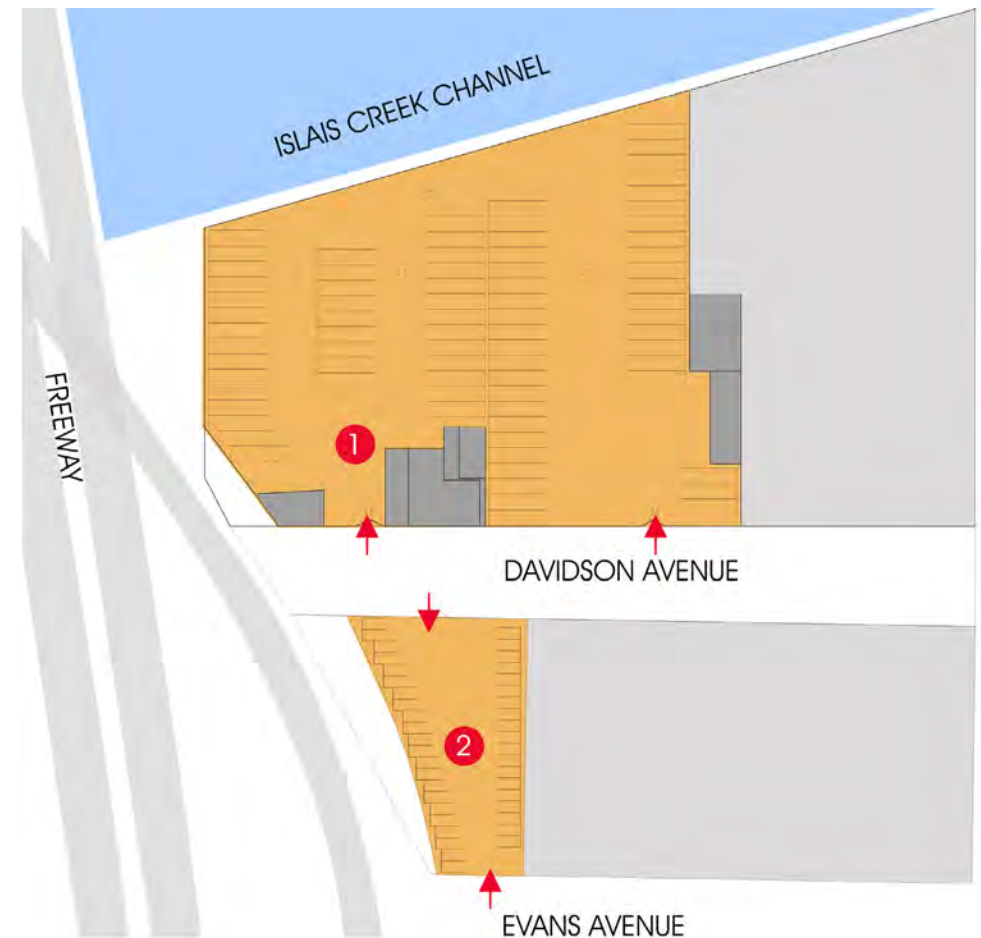 ISLAIS CREEK CHANNEL
FREEWAY
1
DAVIDSON AVENUE
2
EVANS AVENUE